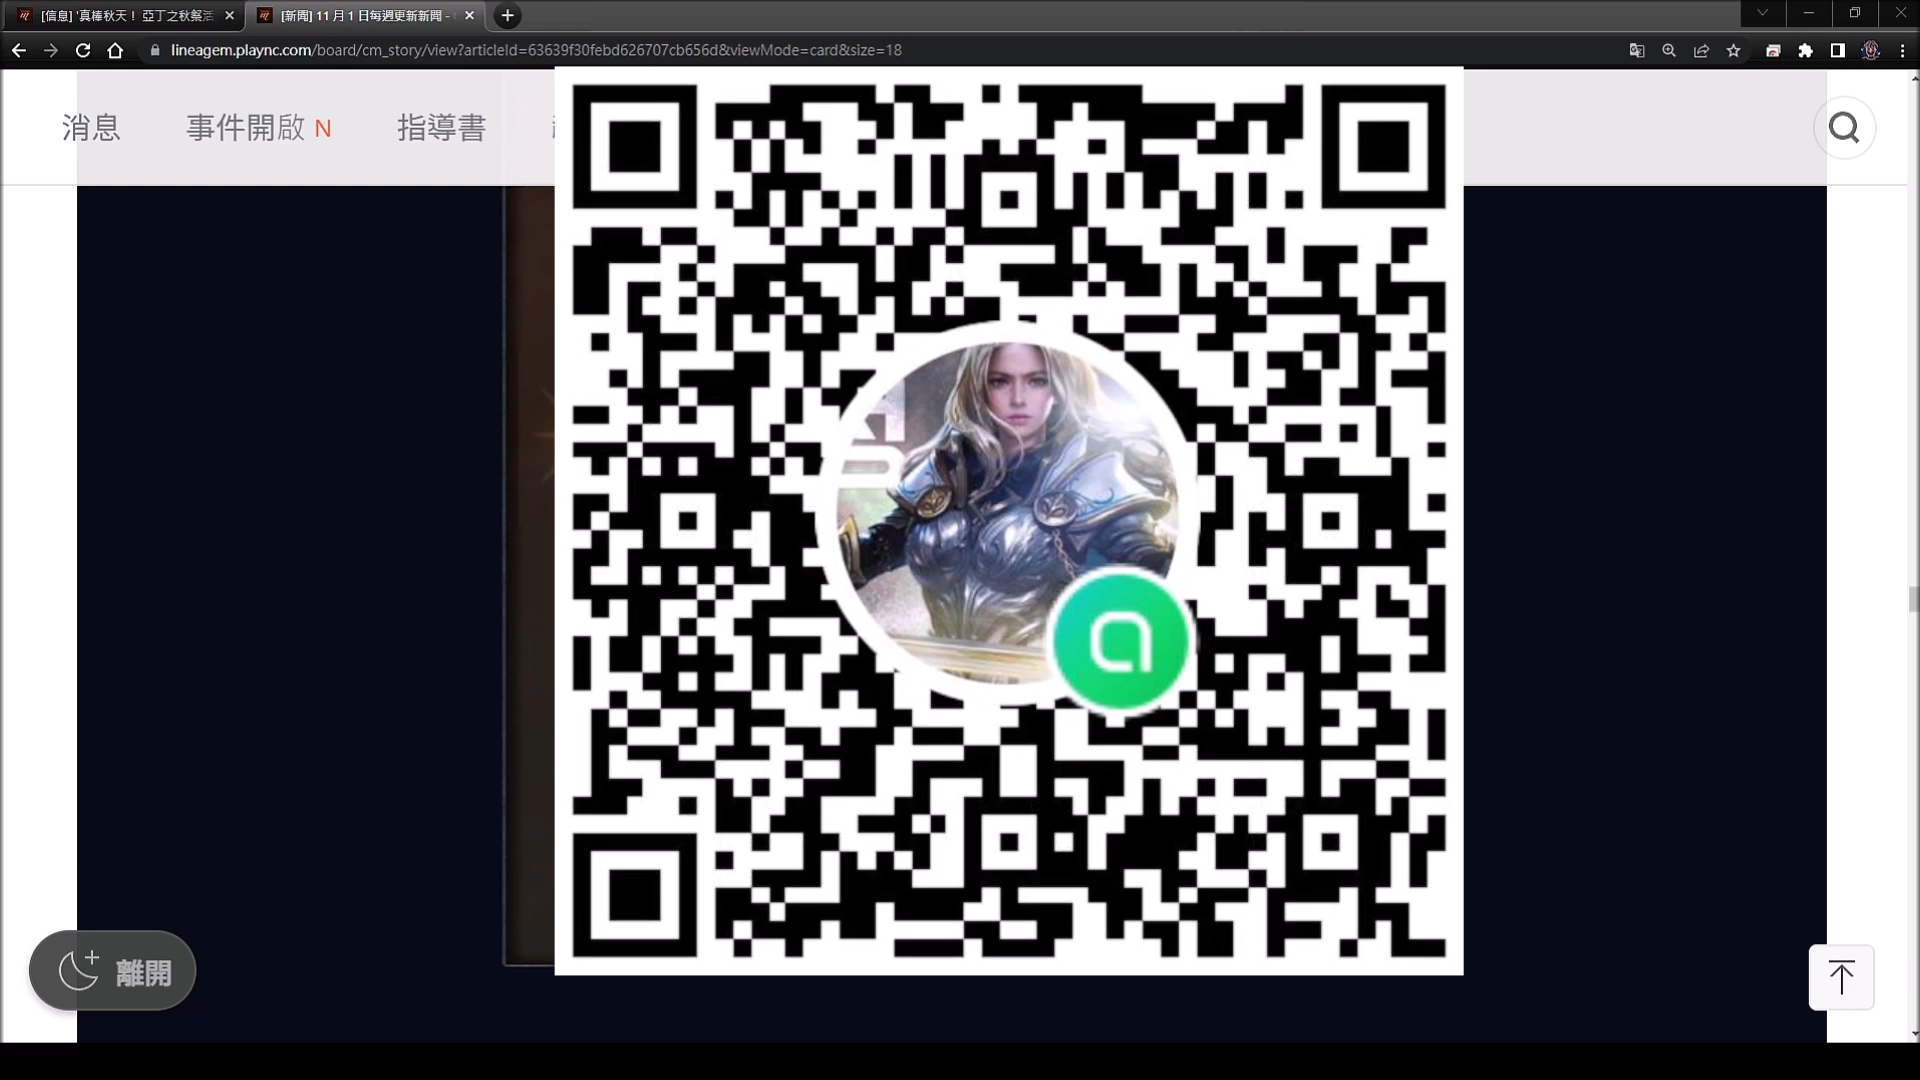 [信息] '真棒秋天！ 亞丁之秋祭活
[新聞] 11 月 1 日每週更新新聞 -
lineagem.plaync.com/board/cm_story/view?articleId=63639f30febd626707cb656d&viewMode=card&size=18
消息 事件開啟 N 指導書
離開